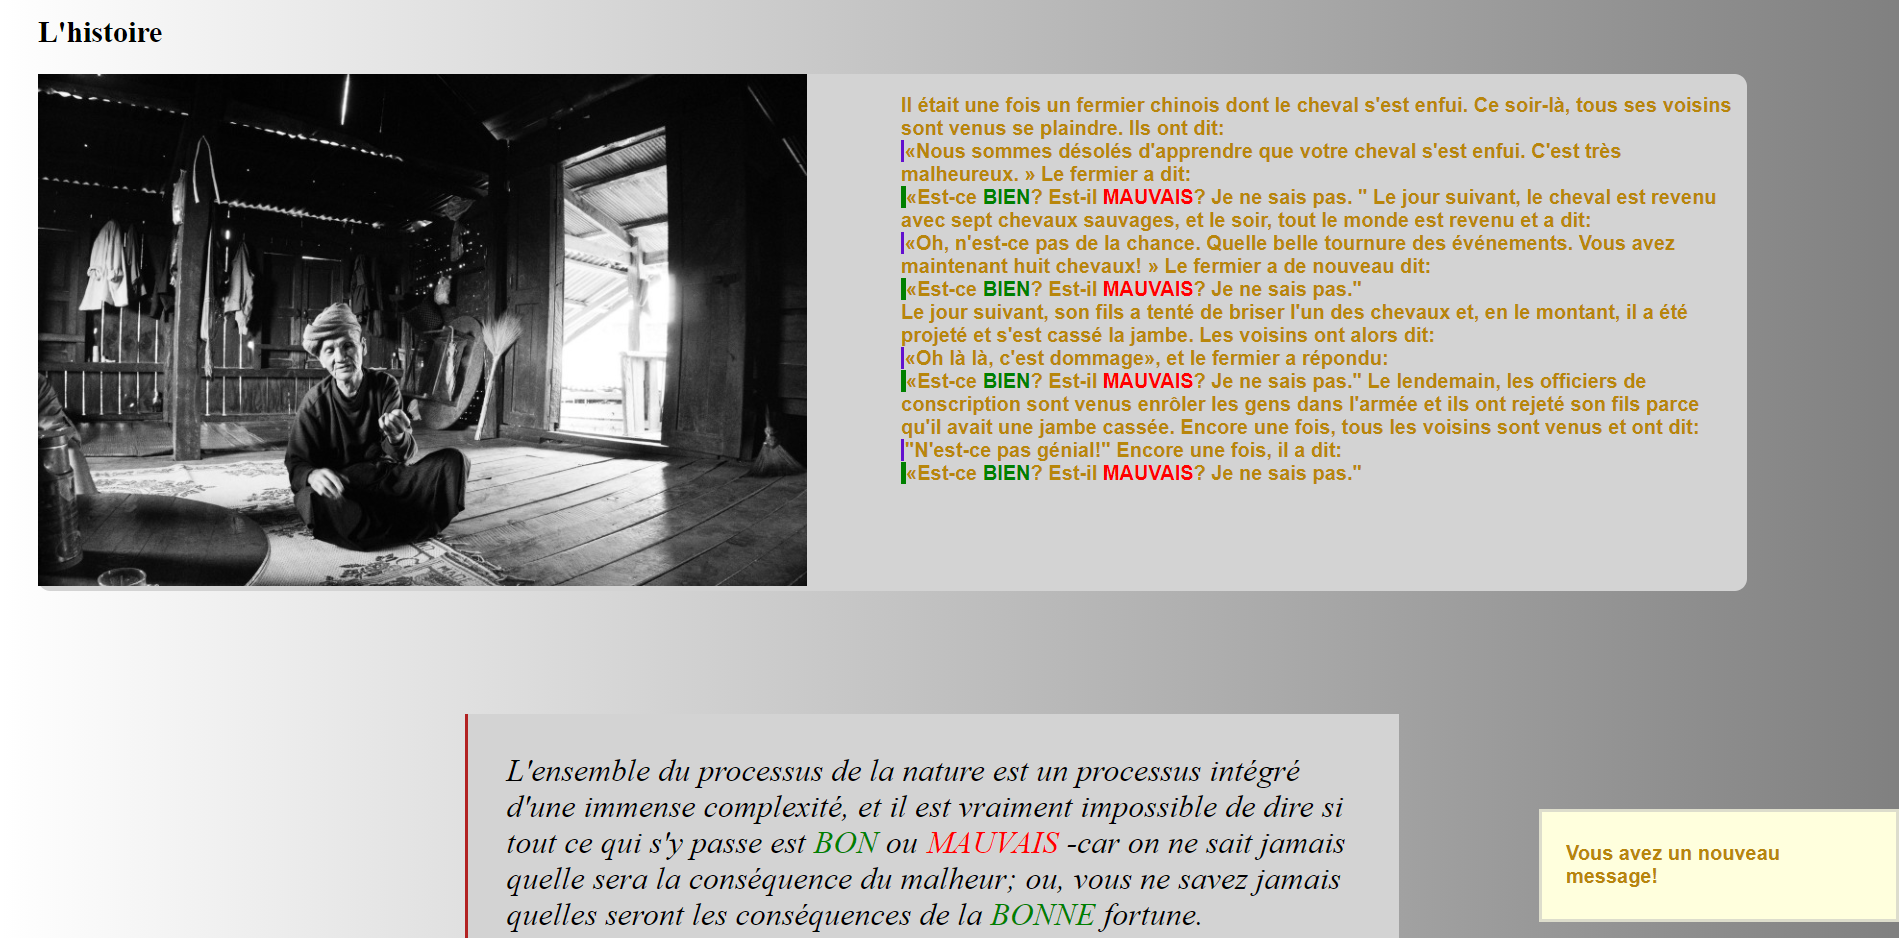 L'histoire
Il était une fois un fermier chinois dont le cheval s'est enfui. Ce soir-là, tous ses voisins
sont venus se plaindre. Ils ont dit:
«Nous sommes désolés d'apprendre que votre cheval s'est enfui. C'est très
malheureux. » Le fermier a dit:
«Est-ce BIEN? Est-il MAUVAIS? Je ne sais pas. " Le jour suivant, le cheval est revenu
avec sept chevaux sauvages, et le soir, tout le monde est revenu et a dit:
«Oh, n'est-ce pas de la chance. Quelle belle tournure des événements. Vous avez
maintenant huit chevaux! » Le fermier a de nouveau dit:
«Est-ce BIEN? Est-il MAUVAIS? Je ne sais pas."
Le jour suivant, son fils a tenté de briser l'un des chevaux et, en le montant, il a été
projeté et s'est cassé la jambe. Les voisins ont alors dit:
«Oh là là, c'est dommage», et le fermier a répondu:
«Est-ce BIEN? Est-il MAUVAIS? Je ne sais pas." Le lendemain, les officiers de
conscription sont venus enrôler les gens dans l'armée et ils ont rejeté son fils parce
qu'il avait une jambe cassée. Encore une fois, tous les voisins sont venus et ont dit:
"N'est-ce pas génial!" Encore une fois, il a dit:
«Est-ce BIEN? Est-il MAUVAIS? Je ne sais pas."
L'ensemble du processus de la nature est un processus intégré
d'une immense complexité, et il est vraiment impossible de dire si
tout ce qui s'y passe est BON ou MAUVAIS -car on ne sait jamais
quelle sera la conséquence du malheur; ou, vous ne savez jamais
quelles seront les conséquences de la BONNE fortune.
Vous avez un nouveau
message!